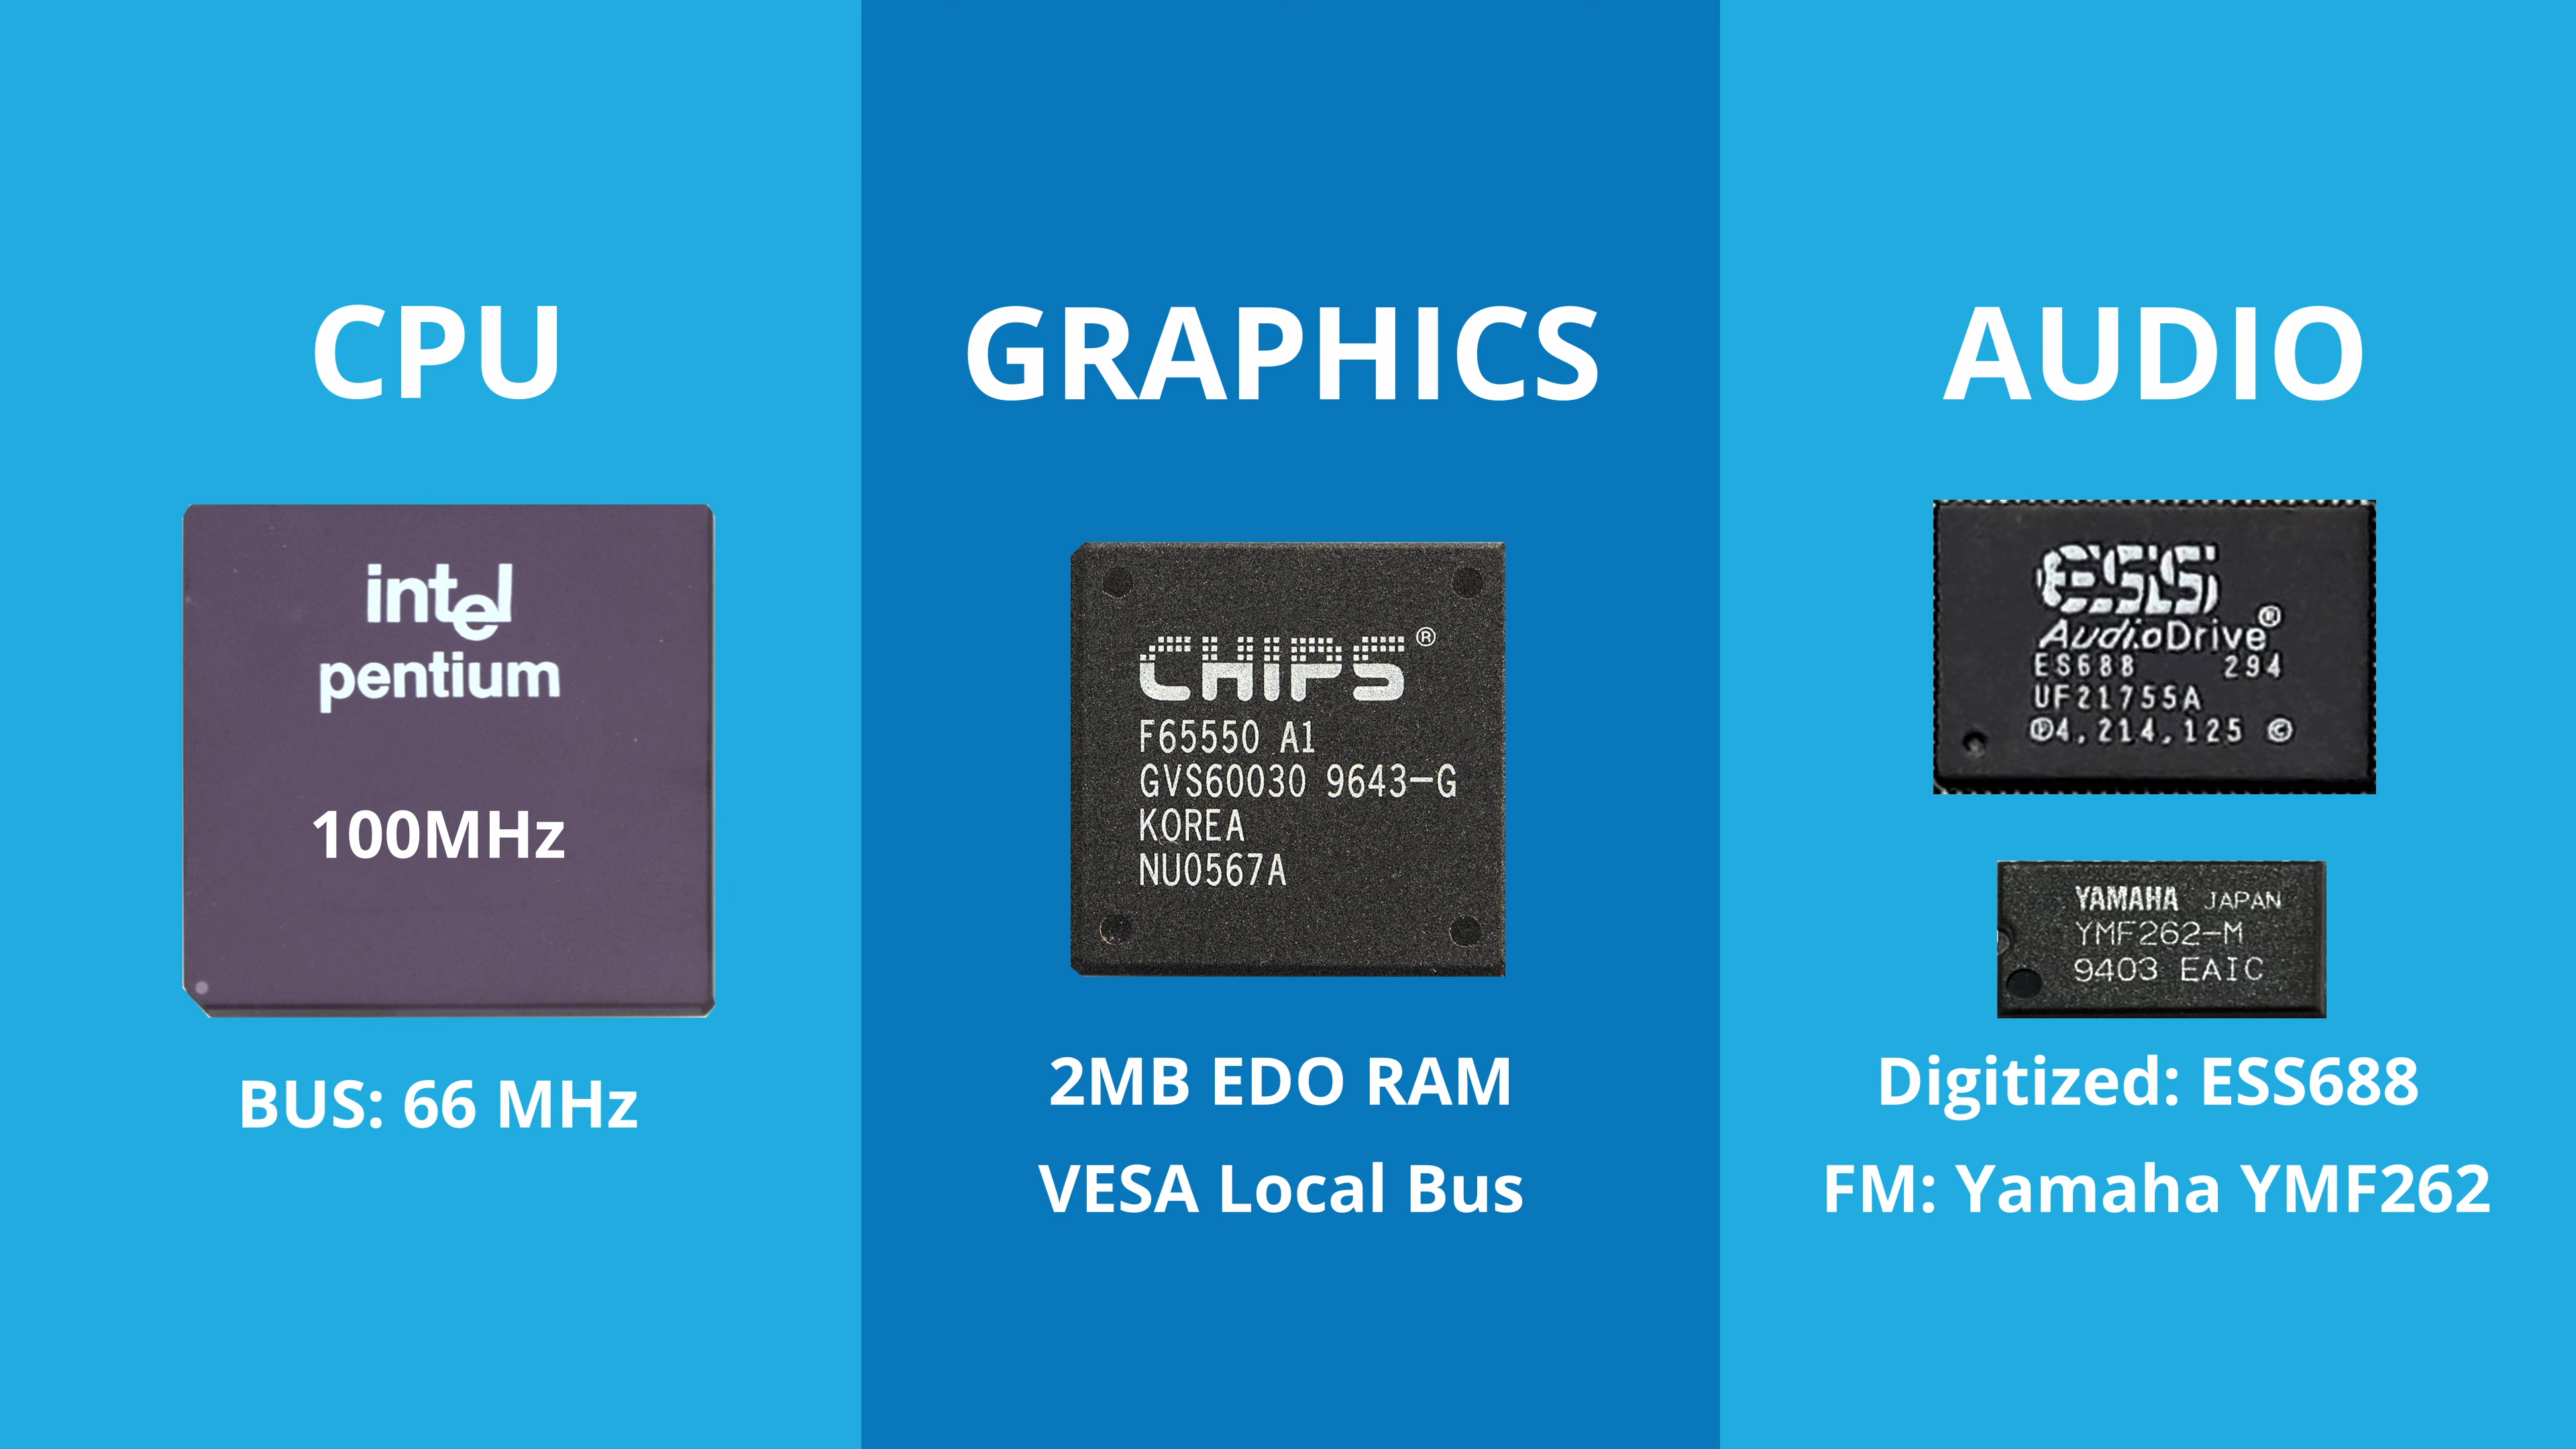 CPU
intel
pentium
100MHz
BUS: 66 MHz
GRAPHICS
CHIPS®
F65550 A1
GVS60030 9643-G
KOREA
NU0567A
2MB EDO RAM
VESA Local Bus
AUDIO
ESS®
AudioDrive
ES688 294
UF21755A
Ⓟ4,214,125 ©
YAMAHA JAPAN
YMF262-M
9403 EAIC
Digitized: ESS688
FM: Yamaha YMF262